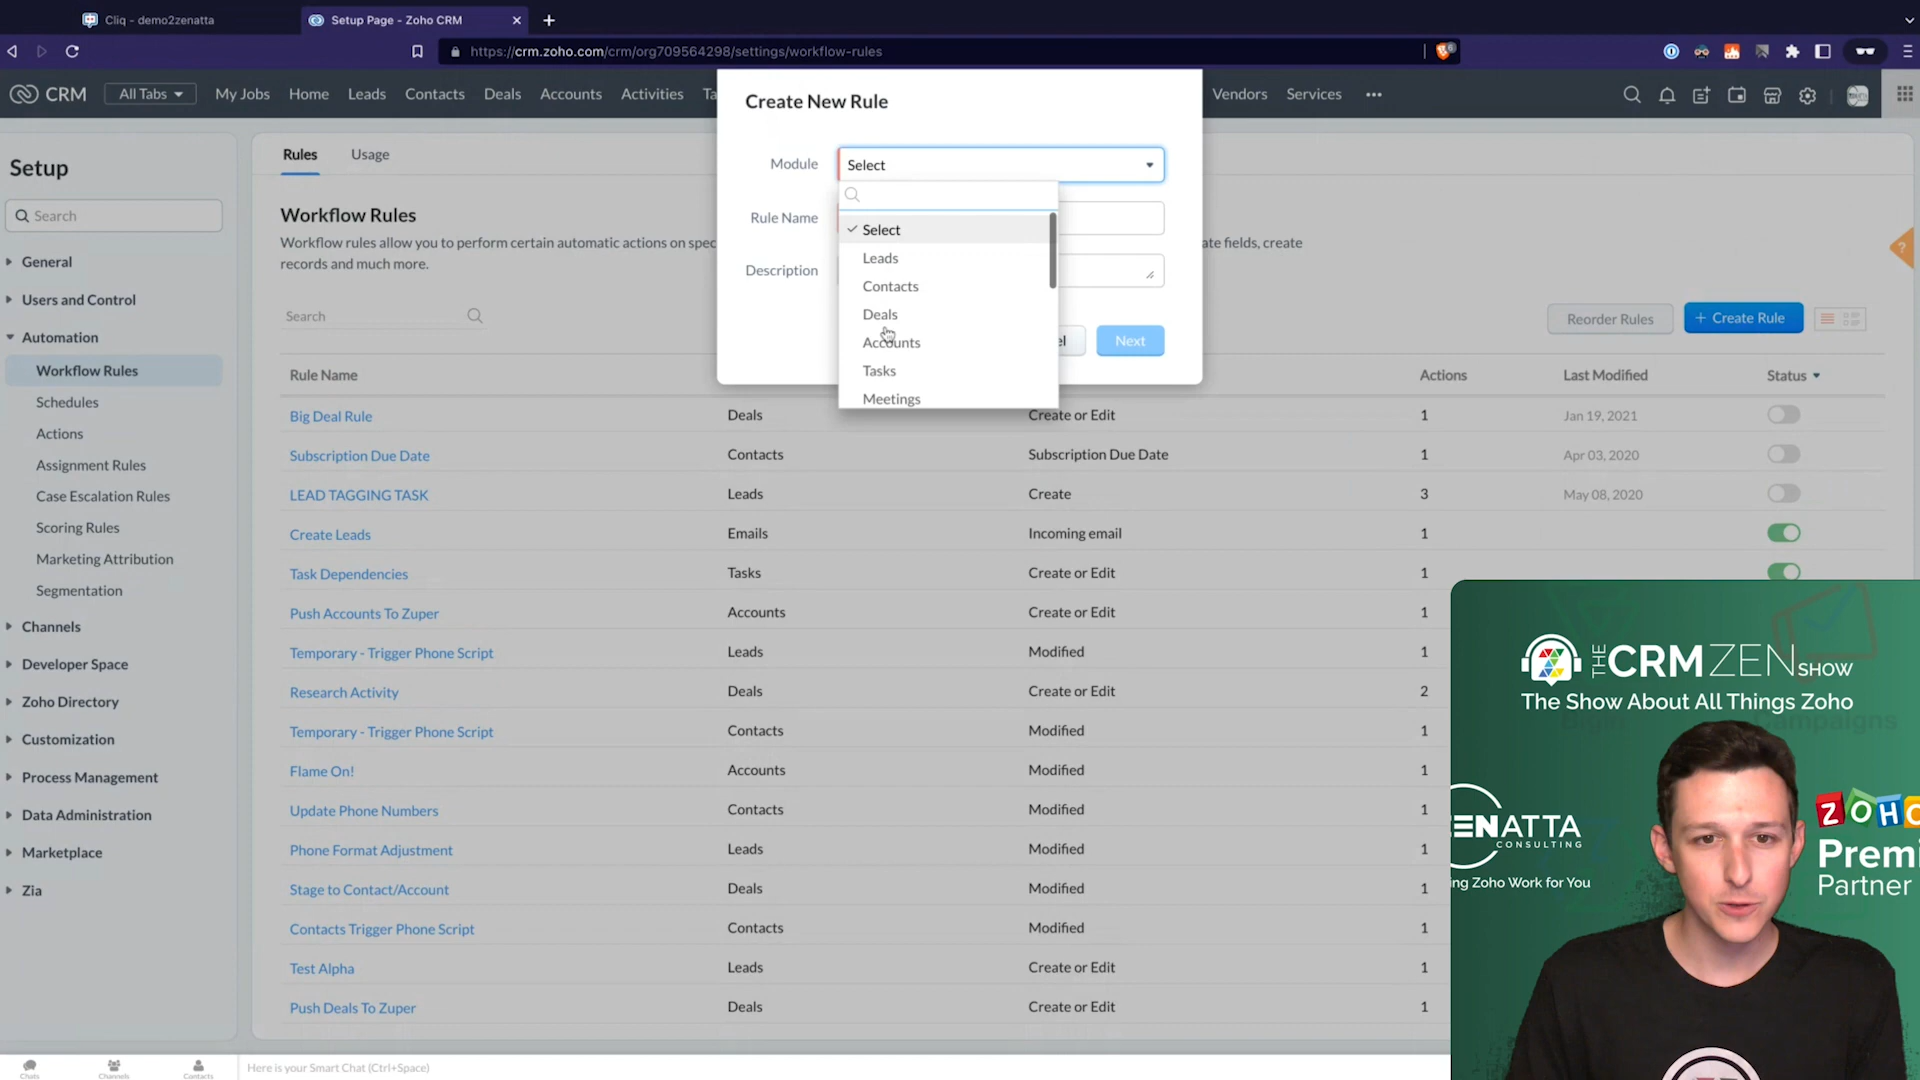 Cliq - demo2zenatta
Setup Page - Zoho CRM
https://crm.zoho.com/crm/org709564298/settings/workflow-rules
CRM
All Tabs
My Jobs
Home
Leads
Contacts
Deals
Accounts
Activities
Ta
Vendors
Services
Setup
Search
General
Users and Control
Automation
Workflow Rules
Schedules
Actions
Assignment Rules
Case Escalation Rules
Scoring Rules
Marketing Attribution
Segmentation
Channels
Developer Space
Zoho Directory
Customization
Process Management
Data Administration
Marketplace
Zia
Rules
Usage
Workflow Rules
Workflow rules allow you to perform certain automatic actions on spec
ate fields, create
records and much more.
Search
Reorder Rules
+ Create Rule
Create New Rule
Module
Select
Rule Name
Description
Select
Leads
Contacts
Deals
Accounts
Tasks
Meetings
el
Next
Rule Name
Actions
Last Modified
Status
Big Deal Rule Deals Create or Edit 1 Jan 19, 2021
Subscription Due Date Contacts Subscription Due Date 1 Apr 03, 2020
LEAD TAGGING TASK Leads Create 3 May 08, 2020
Create Leads Emails Incoming email 1
Task Dependencies Tasks Create or Edit 1
Push Accounts To Zuper Accounts Create or Edit 1
Temporary - Trigger Phone Script Leads Modified 1
Research Activity Deals Create or Edit 2
Temporary - Trigger Phone Script Contacts Modified 1
Flame On! Accounts Modified 1
Update Phone Numbers Contacts Modified 1
Phone Format Adjustment Leads Modified 1
Stage to Contact/Account Deals Modified 1
Contacts Trigger Phone Script Contacts Modified 1
Test Alpha Leads Create or Edit 1
Push Deals To Zuper Deals Create or Edit 1
THE CRMZEN SHOW
The Show About All Things Zoho
Campaigns
ENATTA
CONSULTING
ing Zoho Work for You
ZOHO
Premi
Partner
Chats
Channels
Contacts
Here is your Smart Chat (Ctrl+Space)